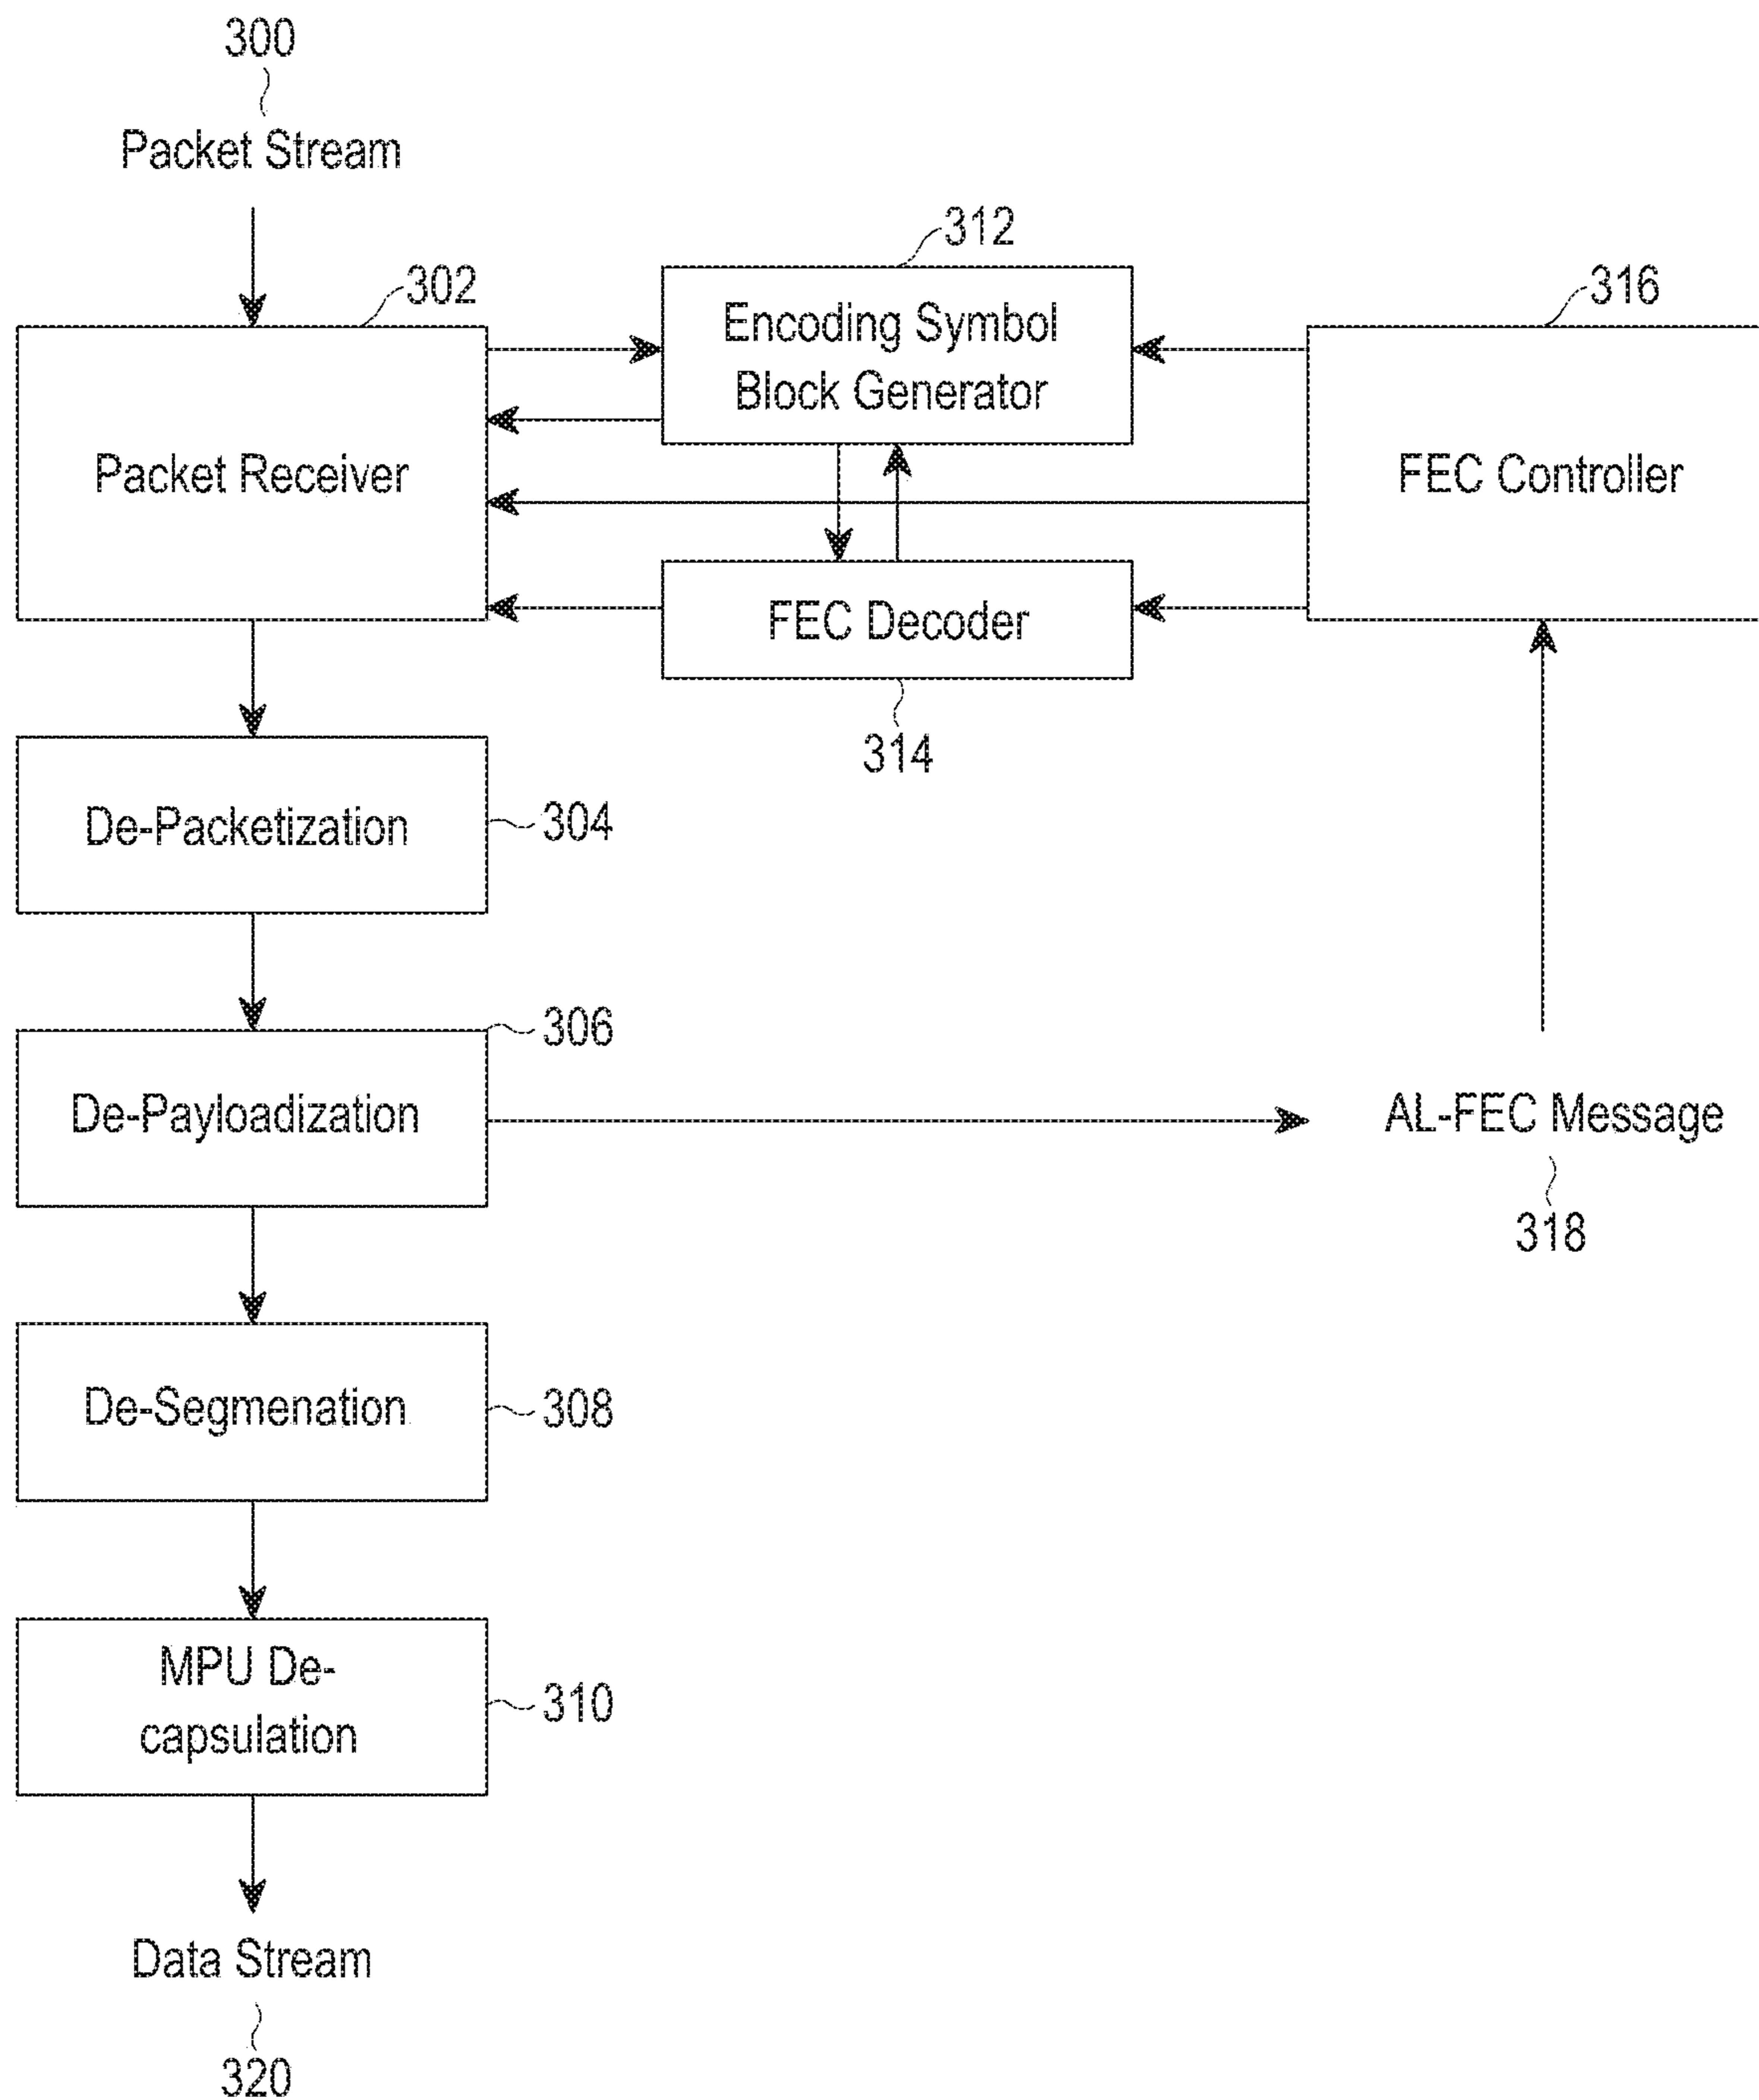 300
Packet Stream
302
Packet Receiver
312
Encoding Symbol
Block Generator
316
FEC Controller
FEC Decoder
314
De-Packetization
304
306
De-Payloadization
AL-FEC Message
318
De-Segmenation
308
MPU De-
capsulation
310
Data Stream
320